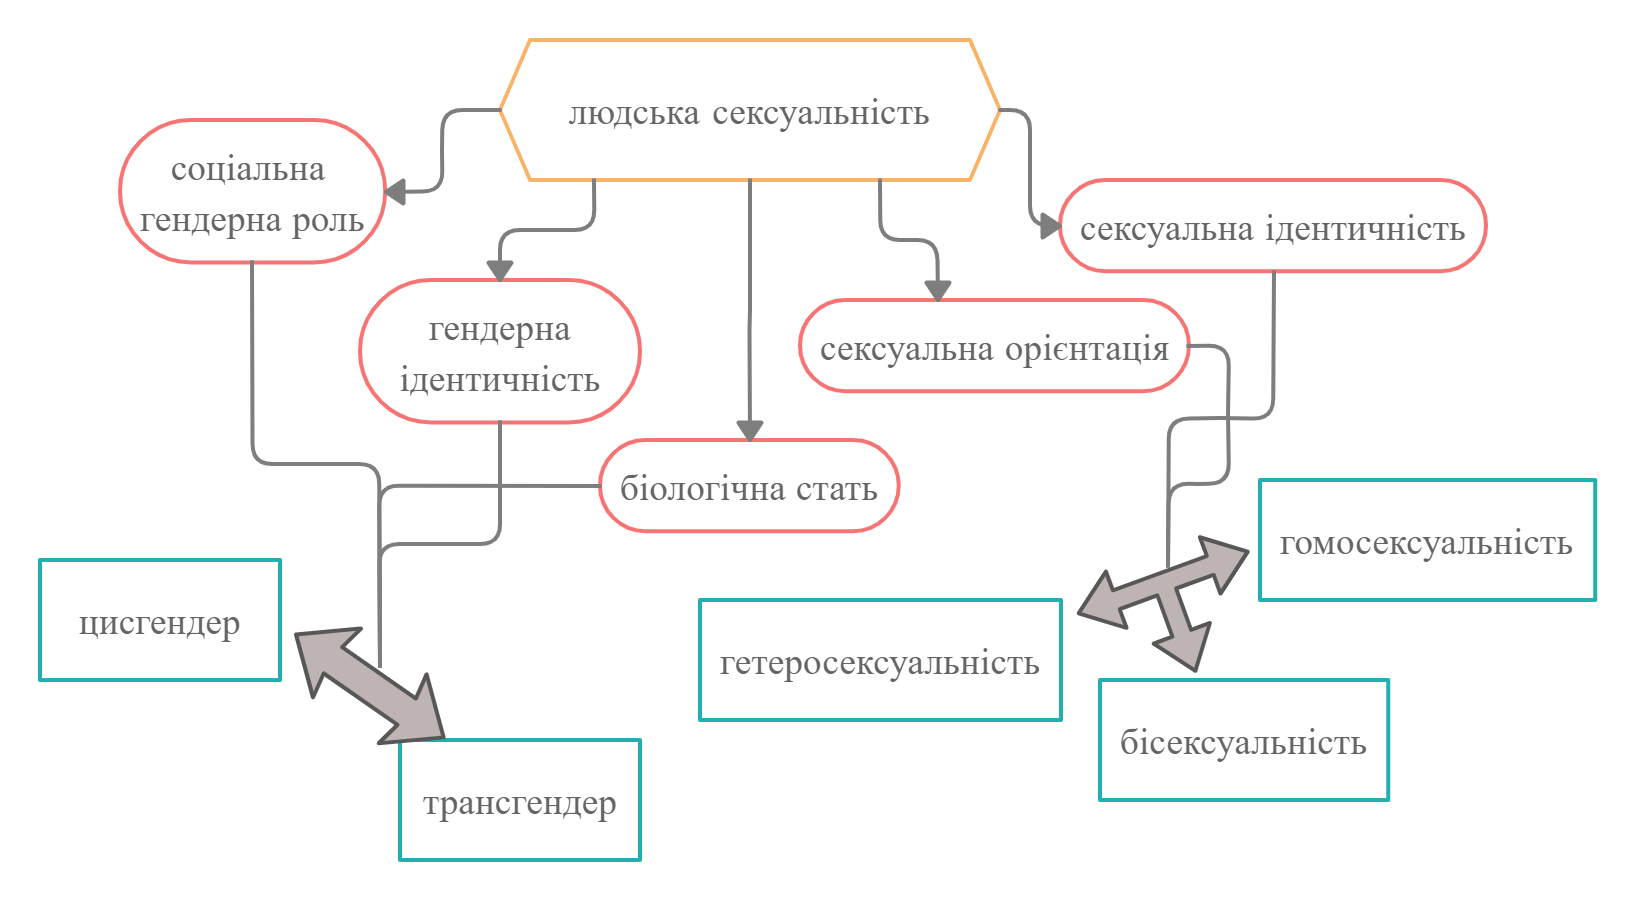 людська сексуальність
соціальна
гендерна роль
сексуальна ідентичність
гендерна
ідентичність
сексуальна орієнтація
біологічна стать
гомосексуальність
цисгендер
гетеросексуальність
бісексуальність
трансгендер